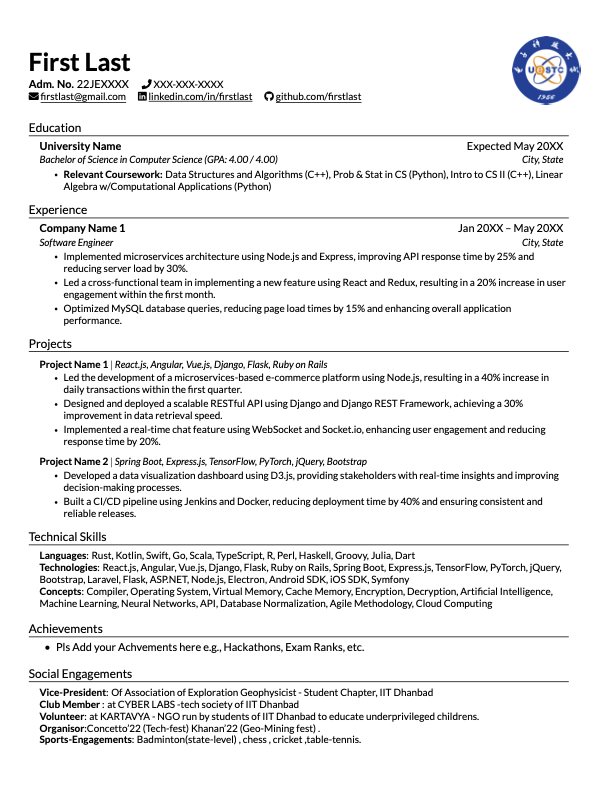 First Last
Adm. No. 22JEXXXX XXX-XXX-XXXX
firstlast@gmail.com linkedin.com/in/firstlast github.com/firstlast
1956
Education
University Name Expected May 20XX
Bachelor of Science in Computer Science (GPA: 4.00 / 4.00) City, State
• Relevant Coursework: Data Structures and Algorithms (C++), Prob & Stat in CS (Python), Intro to CS II (C++), Linear
Algebra w/Computational Applications (Python)
Experience
Company Name 1 Jan 20XX – May 20XX
Software Engineer City, State
• Implemented microservices architecture using Node.js and Express, improving API response time by 25% and
reducing server load by 30%.
• Led a cross-functional team in implementing a new feature using React and Redux, resulting in a 20% increase in user
engagement within the first month.
• Optimized MySQL database queries, reducing page load times by 15% and enhancing overall application
performance.
Projects
Project Name 1 | React.js, Angular, Vue.js, Django, Flask, Ruby on Rails
• Led the development of a microservices-based e-commerce platform using Node.js, resulting in a 40% increase in
daily transactions within the first quarter.
• Designed and deployed a scalable RESTful API using Django and Django REST Framework, achieving a 30%
improvement in data retrieval speed.
• Implemented a real-time chat feature using WebSocket and Socket.io, enhancing user engagement and reducing
response time by 20%.
Project Name 2 | Spring Boot, Express.js, TensorFlow, PyTorch, jQuery, Bootstrap
• Developed a data visualization dashboard using D3.js, providing stakeholders with real-time insights and improving
decision-making processes.
• Built a CI/CD pipeline using Jenkins and Docker, reducing deployment time by 40% and ensuring consistent and
reliable releases.
Technical Skills
Languages: Rust, Kotlin, Swift, Go, Scala, TypeScript, R, Perl, Haskell, Groovy, Julia, Dart
Technologies: React.js, Angular, Vue.js, Django, Flask, Ruby on Rails, Spring Boot, Express.js, TensorFlow, PyTorch, jQuery,
Bootstrap, Laravel, Flask, ASP.NET, Node.js, Electron, Android SDK, iOS SDK, Symfony
Concepts: Compiler, Operating System, Virtual Memory, Cache Memory, Encryption, Decryption, Artificial Intelligence,
Machine Learning, Neural Networks, API, Database Normalization, Agile Methodology, Cloud Computing
Achievements
• Pls Add your Achvements here e.g., Hackathons, Exam Ranks, etc.
Social Engagements
Vice-President: Of Association of Exploration Geophysicist - Student Chapter, IIT Dhanbad
Club Member : at CYBER LABS -tech society of IIT Dhanbad
Volunteer: at KARTAVYA - NGO run by students of IIT Dhanbad to educate underprivileged childrens.
Organisor:Concetto'22 (Tech-fest) Khanan'22 (Geo-Mining fest) .
Sports-Engagements: Badminton(state-level) , chess , cricket ,table-tennis.